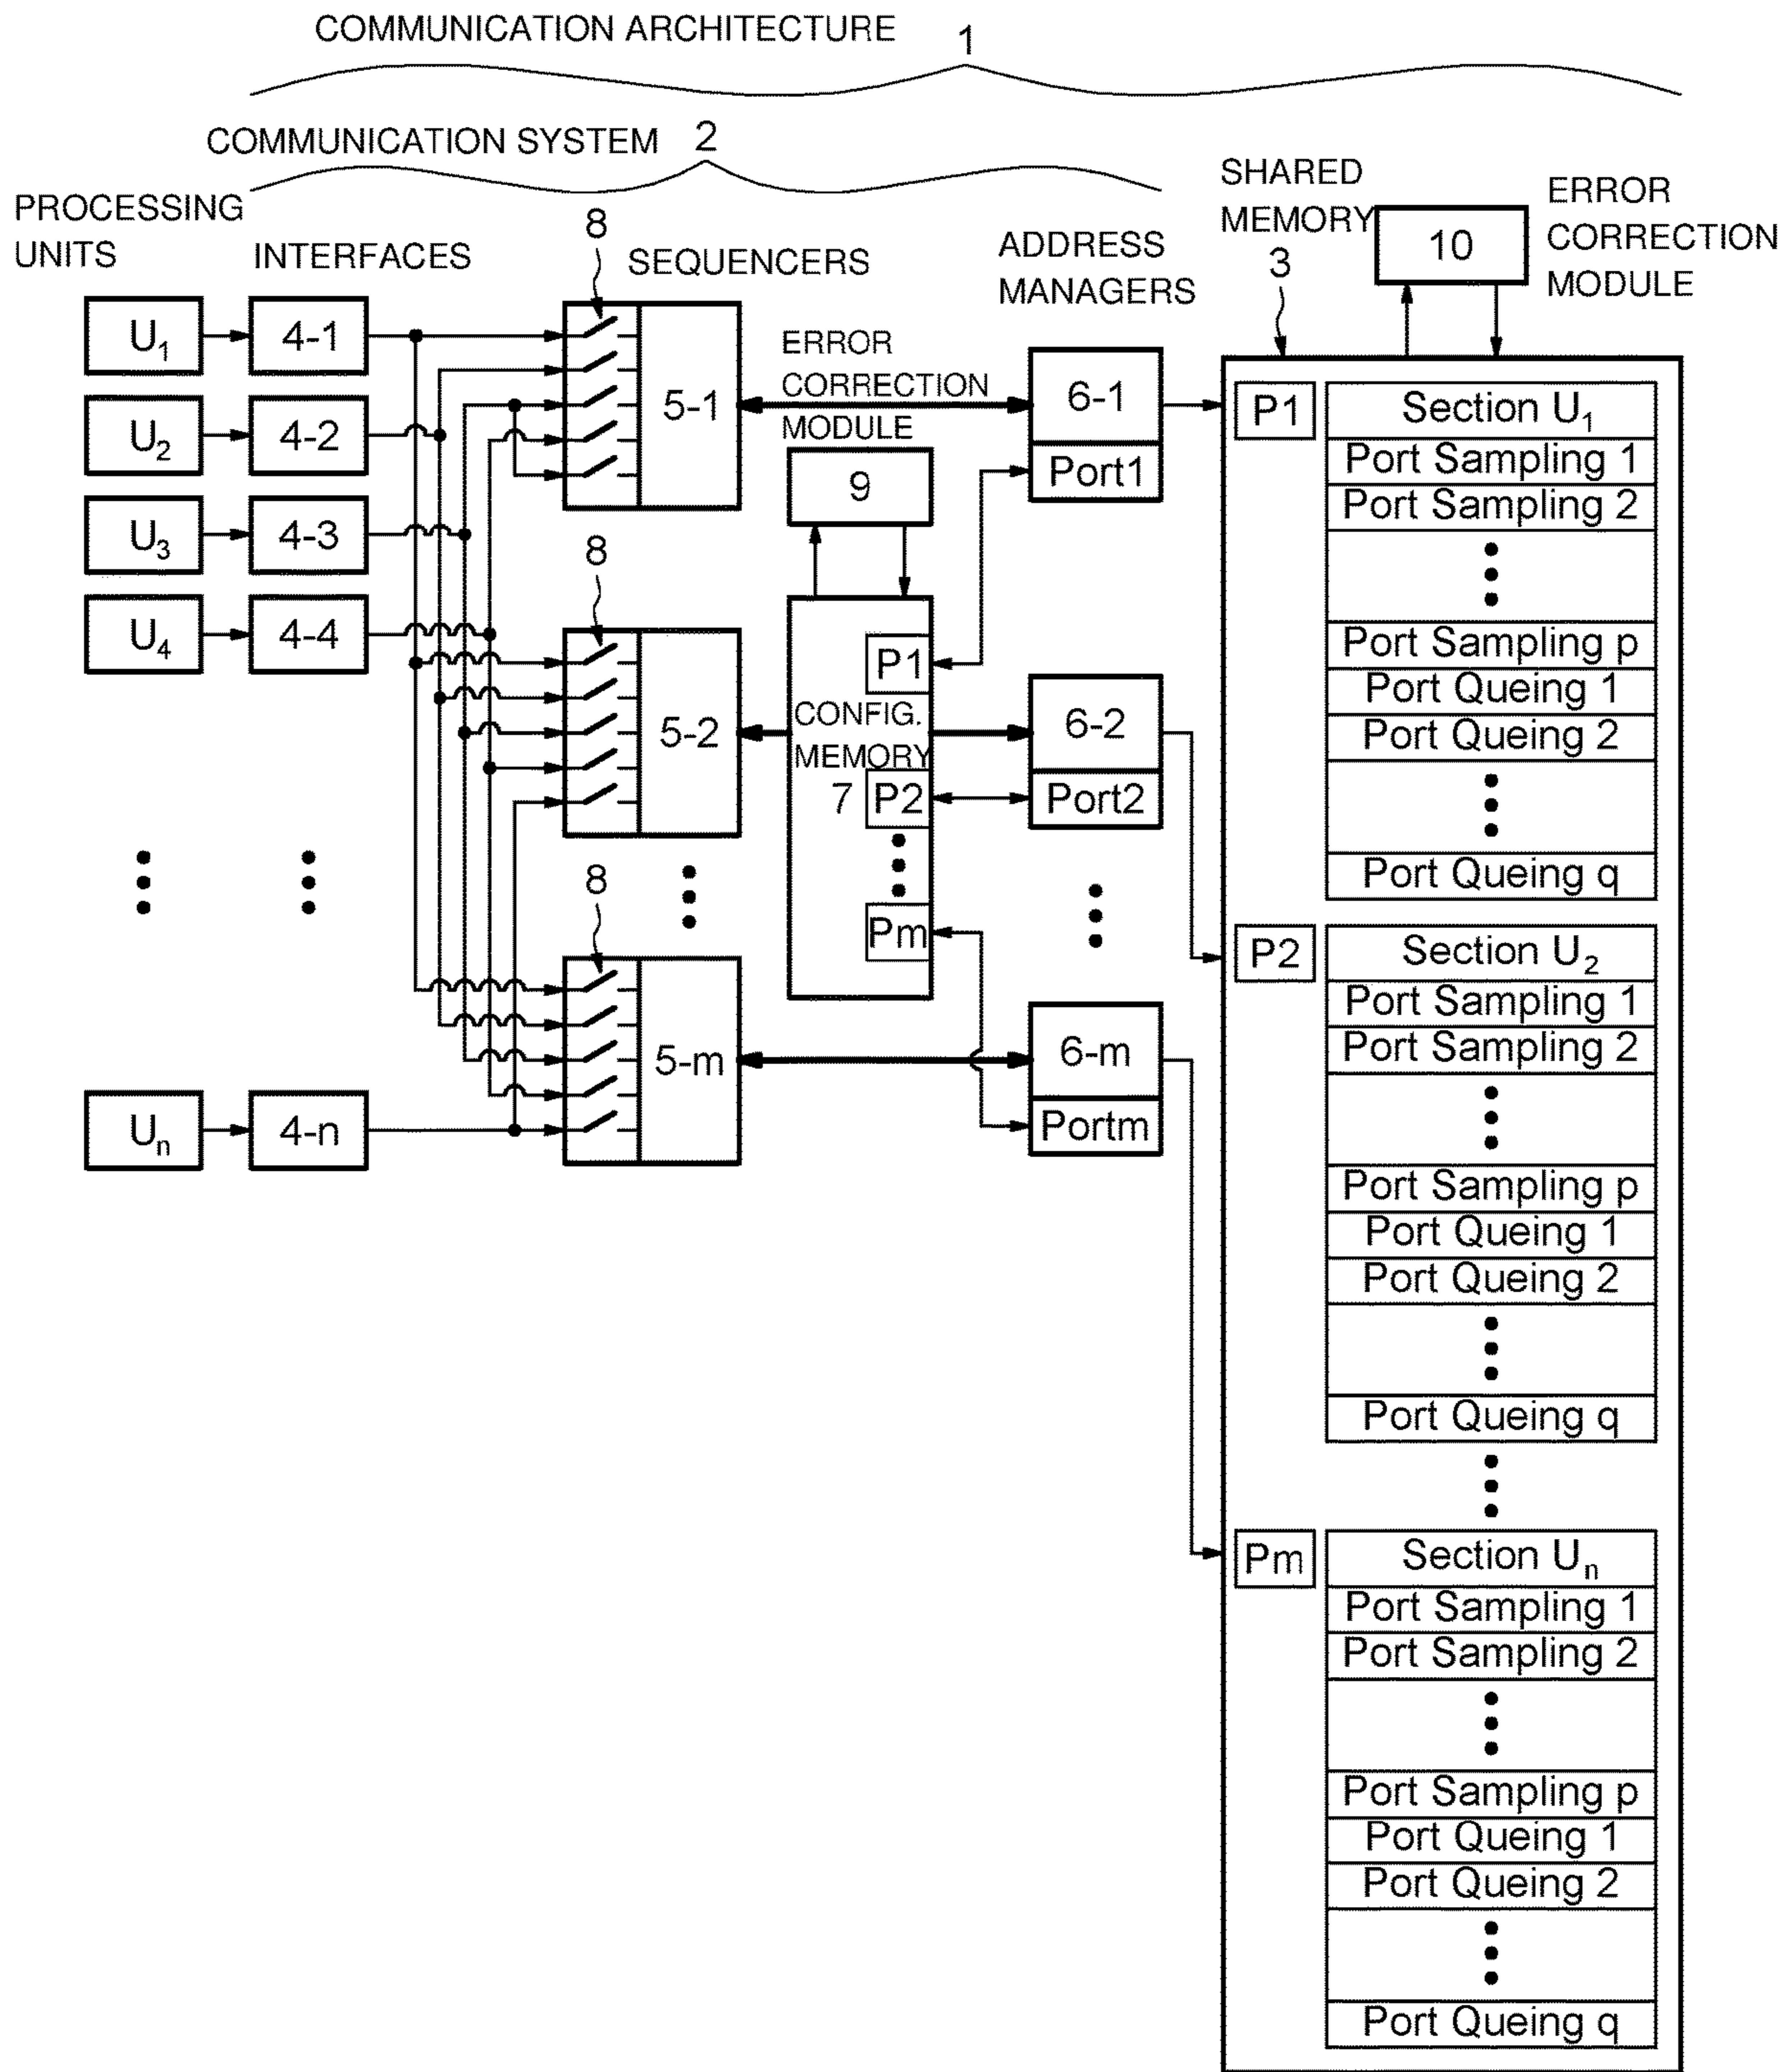 COMMUNICATION ARCHITECTURE 1
COMMUNICATION SYSTEM 2
PROCESSING
UNITS
INTERFACES
8
SEQUENCERS
ADDRESS
MANAGERS
SHARED
MEMORY
3
10
ERROR
CORRECTION
MODULE
U1
4-1
U2
4-2
U3
4-3
U4
4-4
Un
4-n
5-1
8
5-2
8
5-m
ERROR
CORRECTION
MODULE
9
P1
CONFIG.
MEMORY
7
P2
Pm
6-1
Port1
6-2
Port2
6-m
Portm
P1
Section U1
Port Sampling 1
Port Sampling 2
Port Sampling p
Port Queing 1
Port Queing 2
Port Queing q
P2
Section U2
Port Sampling 1
Port Sampling 2
Port Sampling p
Port Queing 1
Port Queing 2
Port Queing q
Pm
Section Un
Port Sampling 1
Port Sampling 2
Port Sampling p
Port Queing 1
Port Queing 2
Port Queing q